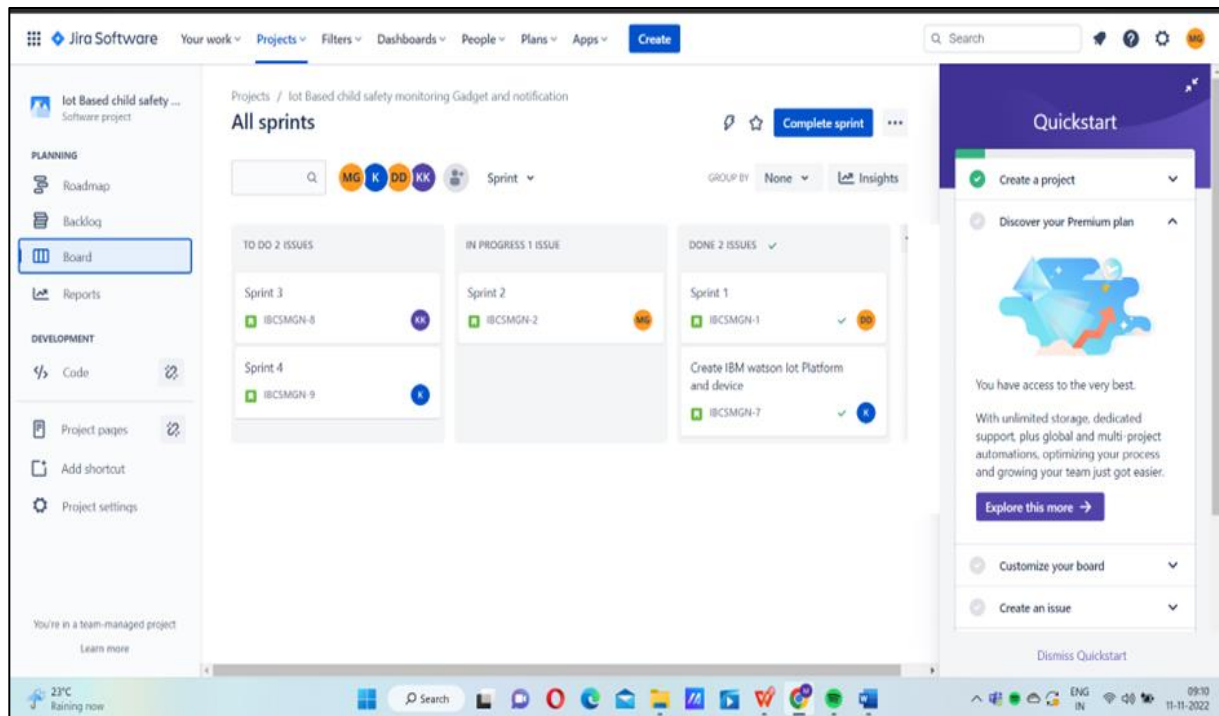 Jira Software Your work Projects Filters Dashboards People Plans Apps Create Search MG
Iot Based child safety ...
Software project
PLANNING
Roadmap
Backlog
Board
Reports
DEVELOPMENT
Code
Project pages
Add shortcut
Project settings
You're in a team-managed project
Learn more
Projects / Iot Based child safety monitoring Gadget and notification
All sprints
Complete sprint
MG K DD KK Sprint GROUP BY None Insights
TO DO 2 ISSUES
Sprint 3
IBCSMGN-8 KK
Sprint 4
IBCSMGN-9 K
IN PROGRESS 1 ISSUE
Sprint 2
IBCSMGN-2 MG
DONE 2 ISSUES
Sprint 1
IBCSMGN-1 DD
Create IBM watson Iot Platform
and device
IBCSMGN-7 K
Quickstart
Create a project
Discover your Premium plan
You have access to the very best.
With unlimited storage, dedicated
support, plus global and multi-project
automations, optimizing your process
and growing your team just got easier.
Explore this more →
Customize your board
Create an issue
Dismiss Quickstart
23°C
Raining now
Search
ENG
IN
09:10
11-11-2022